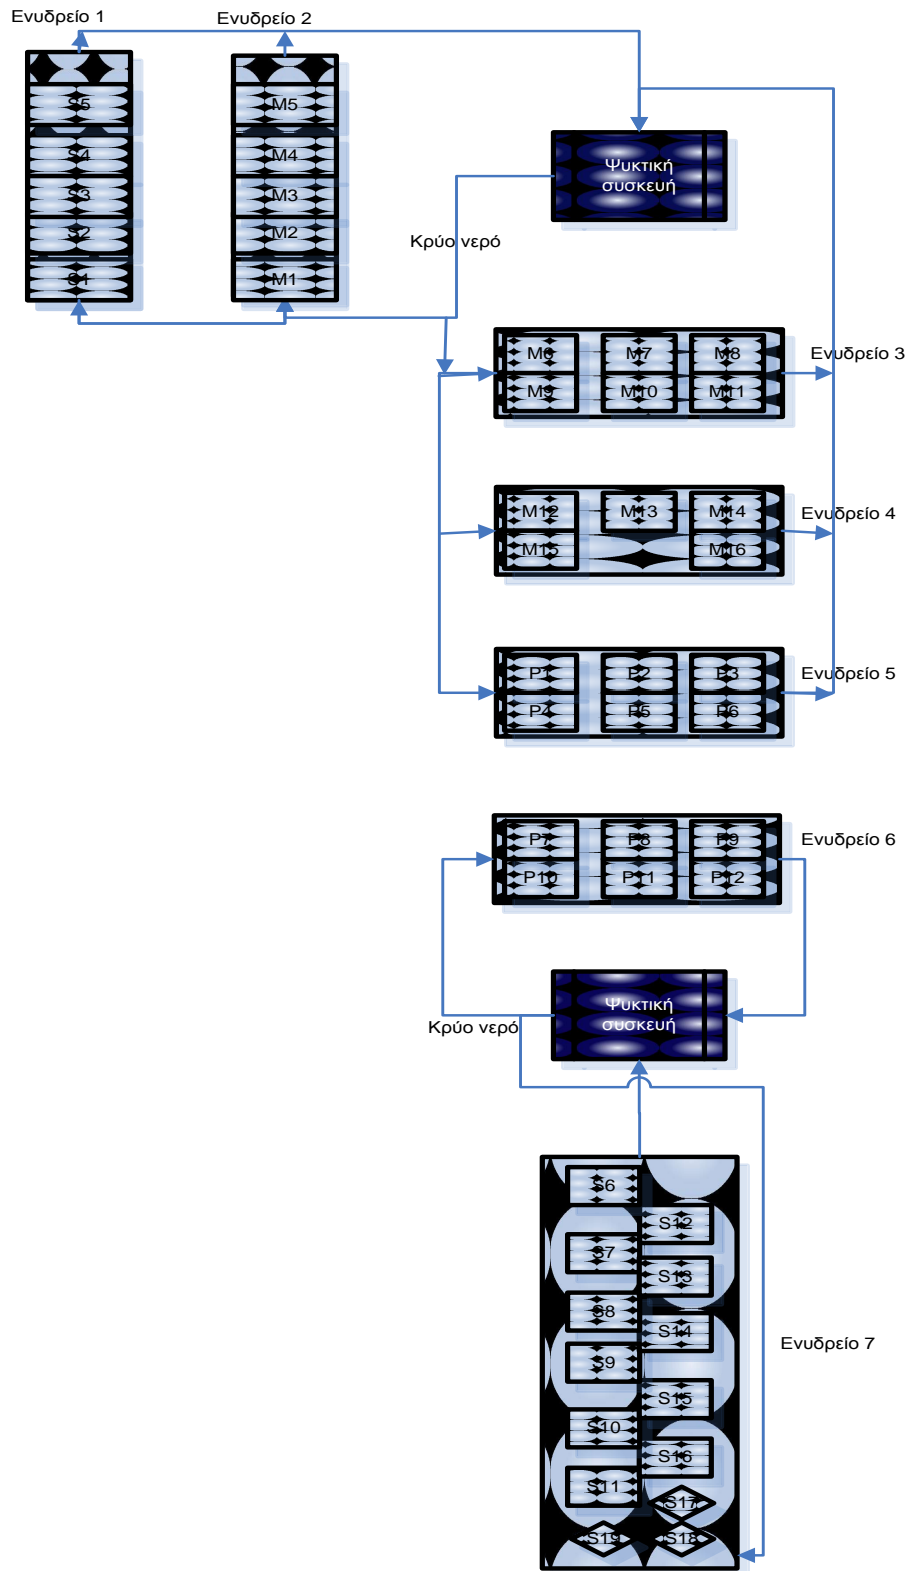 Ενυδρείο 1
Ενυδρείο 2
S5
S4
S3
S2
S1
M5
M4
M3
M2
M1
Ψυκτική
συσκευή
Κρύο νερό
M6 M7 M8
M9 M10 M11
Ενυδρείο 3
M12 M13 M14
M15 M16
Ενυδρείο 4
P1 P2 P3
P4 P5 P6
Ενυδρείο 5
P7 P8 P9
P10 P11 P12
Ενυδρείο 6
Ψυκτική
συσκευή
Κρύο νερό
S6
S12
S7
S13
S8
S14
S9
S15
S10
S16
S11
S17
S19 S18
Ενυδρείο 7